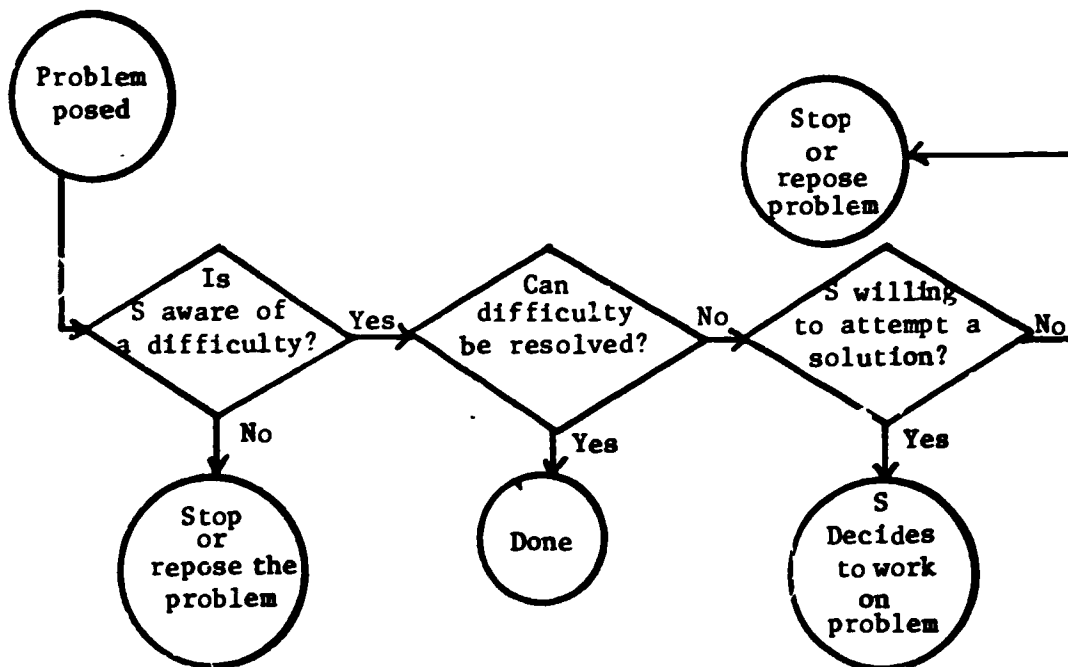 Problem
posed
Stop
or
repose
problem
Is
S aware of
a difficulty?
Yes
Can
difficulty
be resolved?
No
S willing
to attempt a
solution?
No
No
Yes
Yes
Stop
or
repose the
problem
Done
S
Decides
to work
on
problem